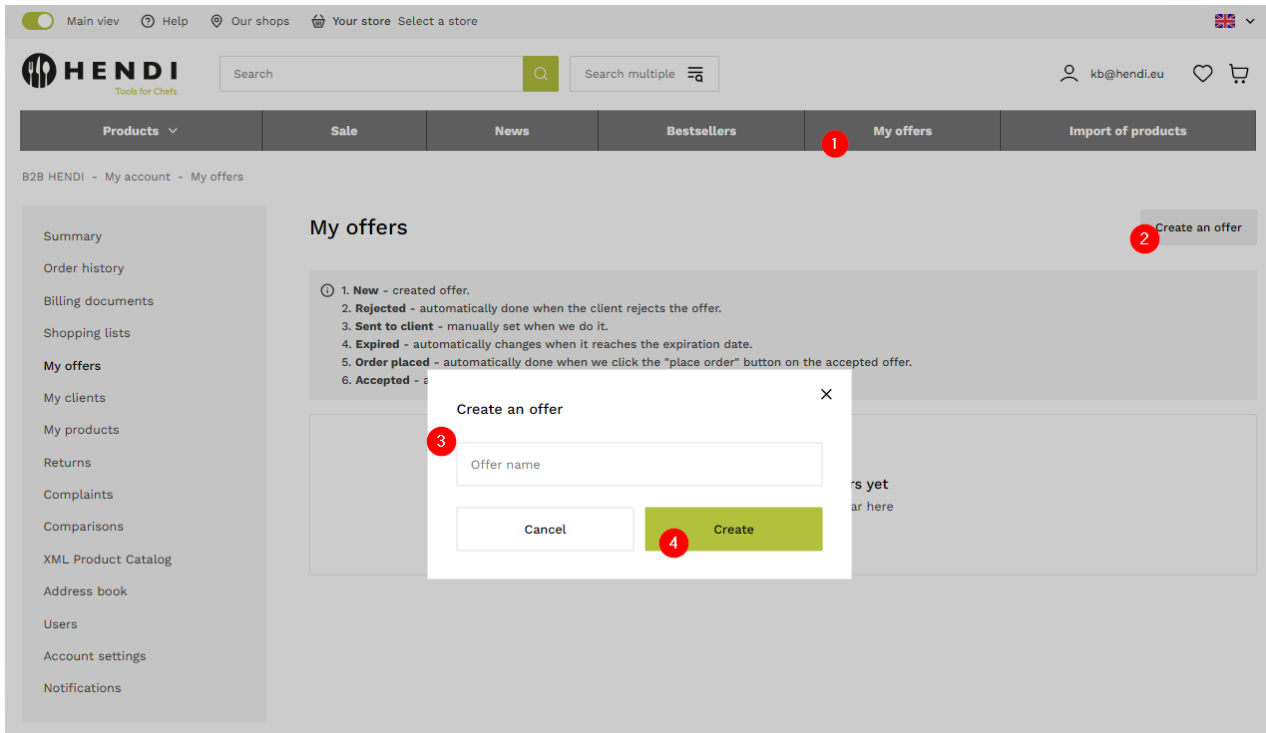 Main viev Help Our shops Your store Select a store
HENDI
Tools for Chefs
Search
Search multiple
kb@hendi.eu
Products Sale News Bestsellers My offers Import of products
1
B2B HENDI - My account - My offers
Summary
Order history
Billing documents
Shopping lists
My offers
My clients
My products
Returns
Complaints
Comparisons
XML Product Catalog
Address book
Users
Account settings
Notifications
My offers
Create an offer
2
1. New - created offer.
2. Rejected - automatically done when the client rejects the offer.
3. Sent to client - manually set when we do it.
4. Expired - automatically changes when it reaches the expiration date.
5. Order placed - automatically done when we click the "place order" button on the accepted offer.
6. Accepted - a
Create an offer
3
Offer name
Cancel
Create
4
rs yet
ar here